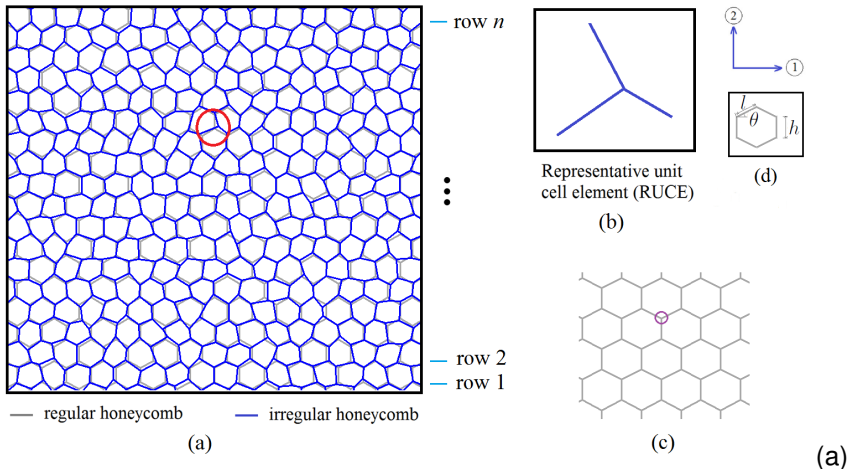 row n
row 2
row 1
regular honeycomb
irregular honeycomb
(a)
Representative unit
cell element (RUCE)
(b)
2
1
l
θ
h
(d)
(c)
(a)